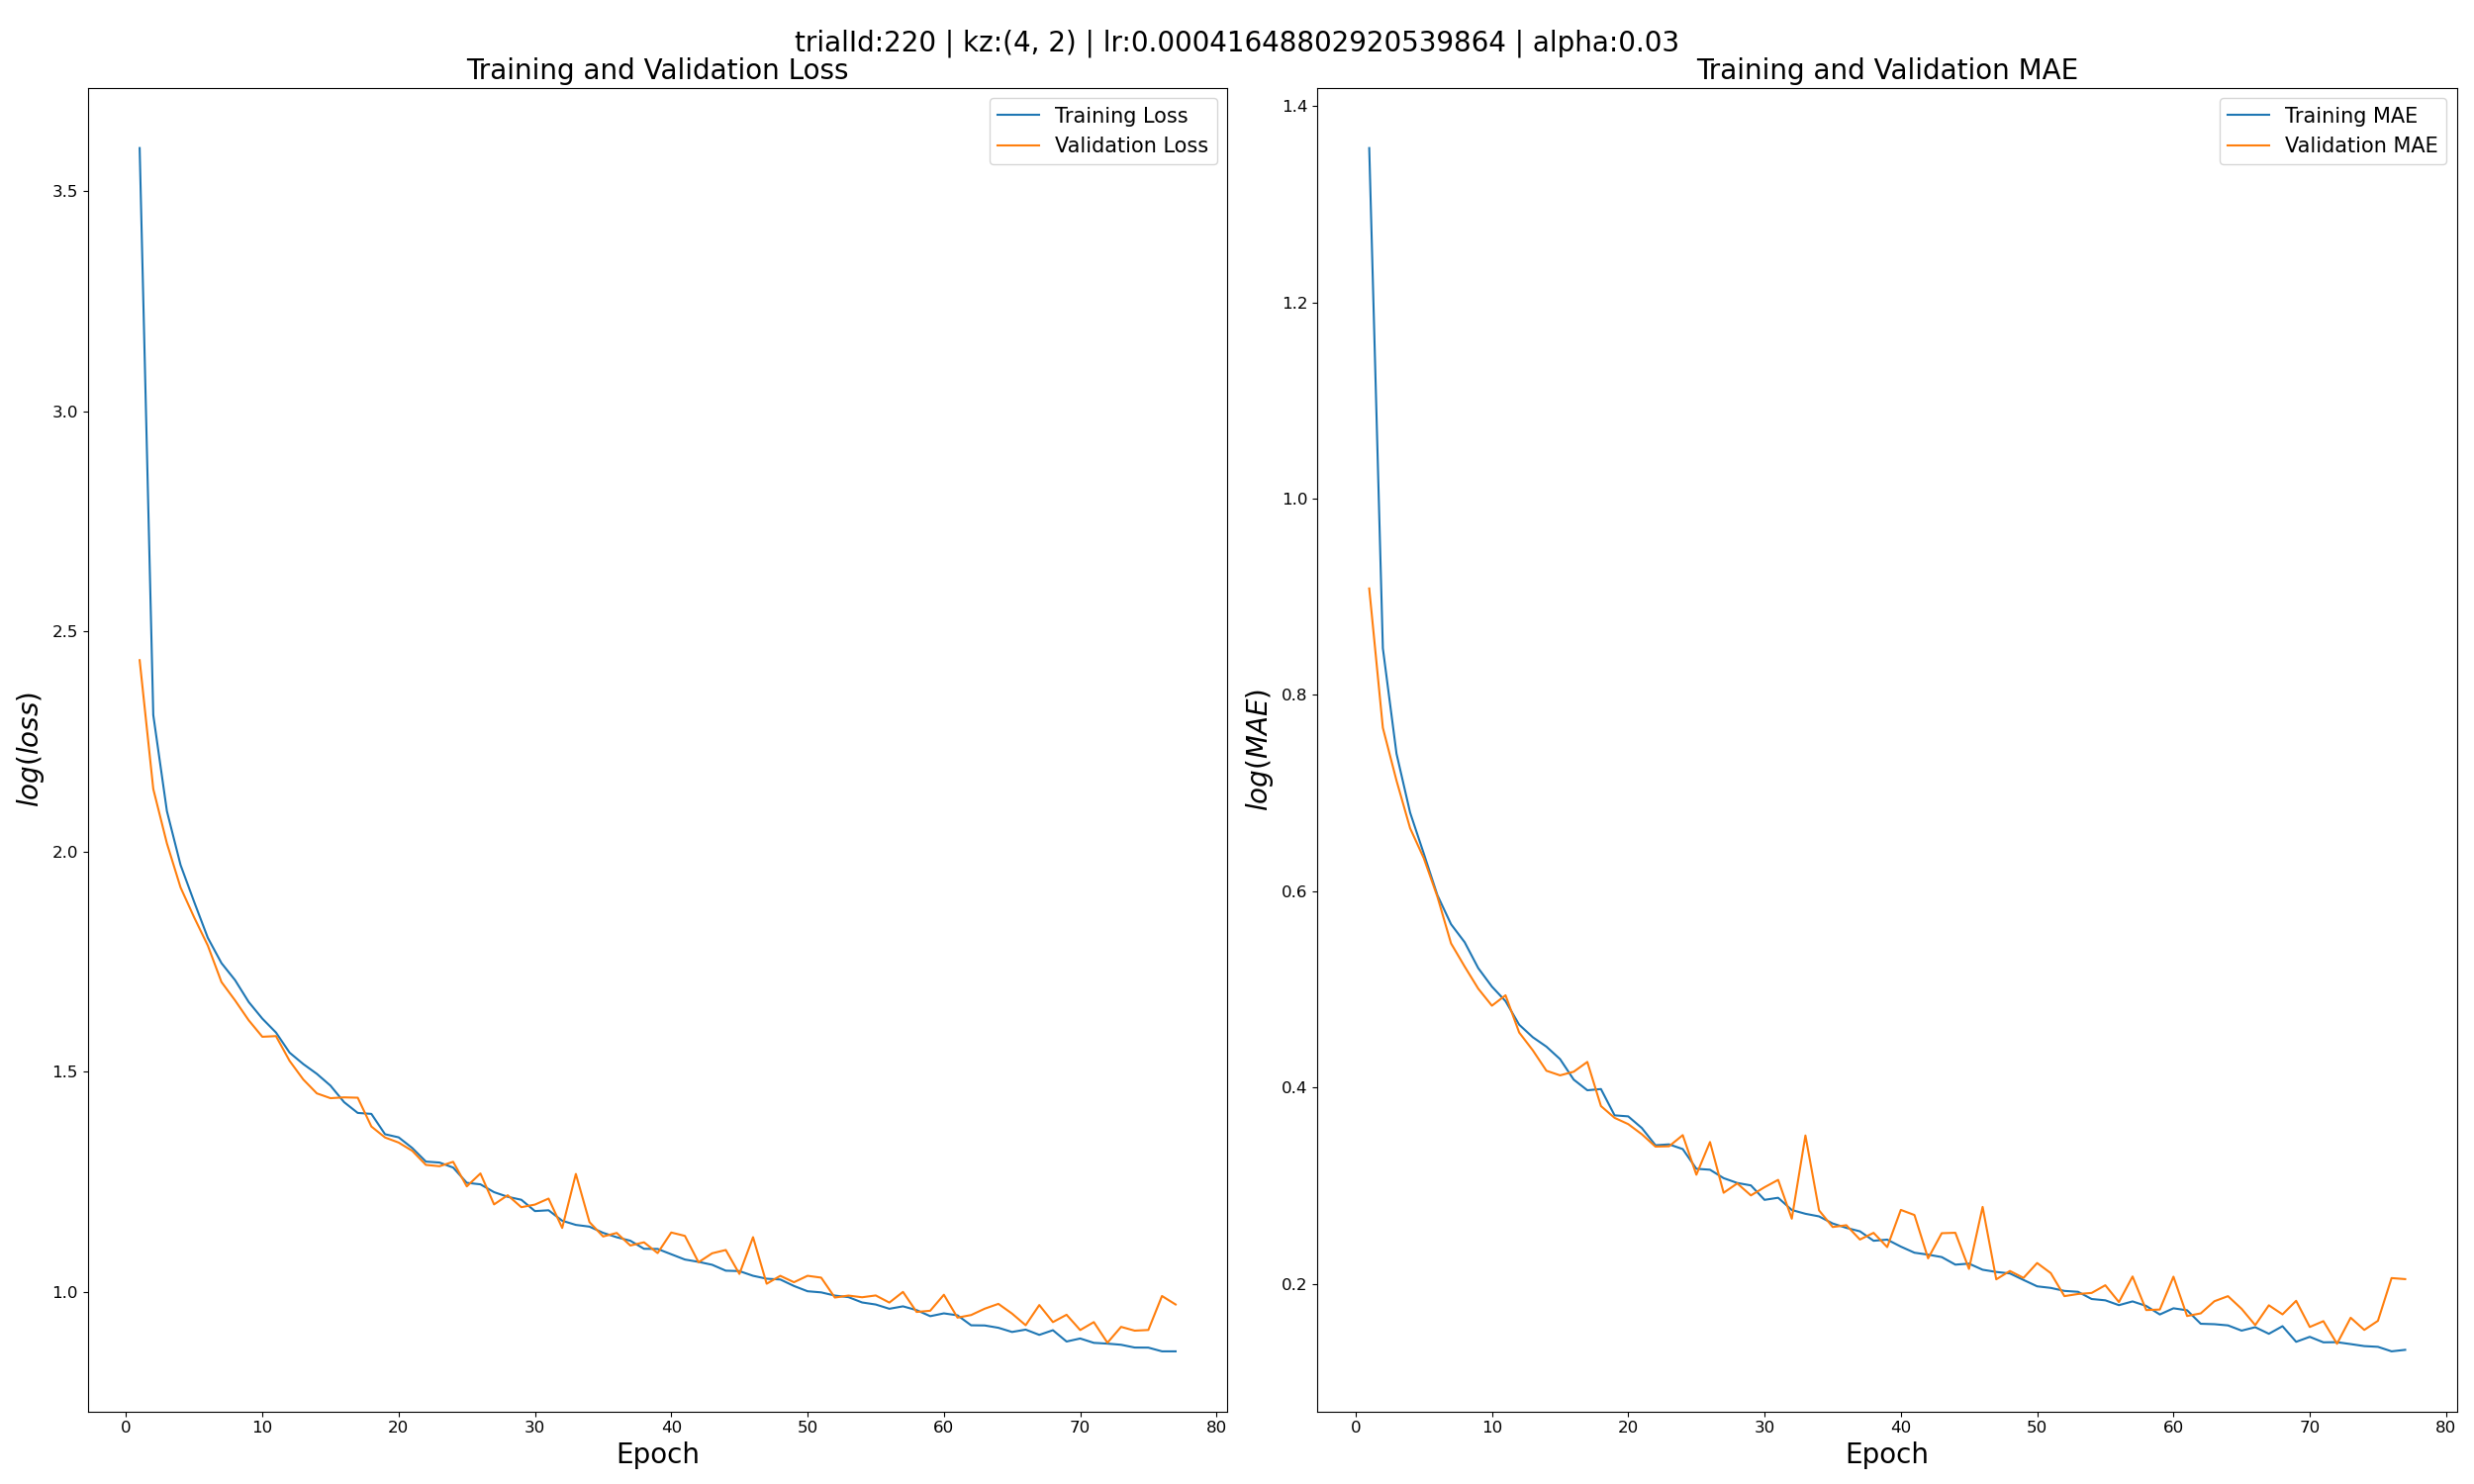 trialId:220 | kz:(4, 2) | lr:0.00041648802920539864 | alpha:0.03
Training and Validation Loss
Training Loss
Validation Loss
3.5
3.0
2.5
2.0
1.5
1.0
log(loss)
0 10 20 30 40 50 60 70 80
Epoch
Training and Validation MAE
Training MAE
Validation MAE
1.4
1.2
1.0
0.8
0.6
0.4
0.2
log(MAE)
0 10 20 30 40 50 60 70 80
Epoch